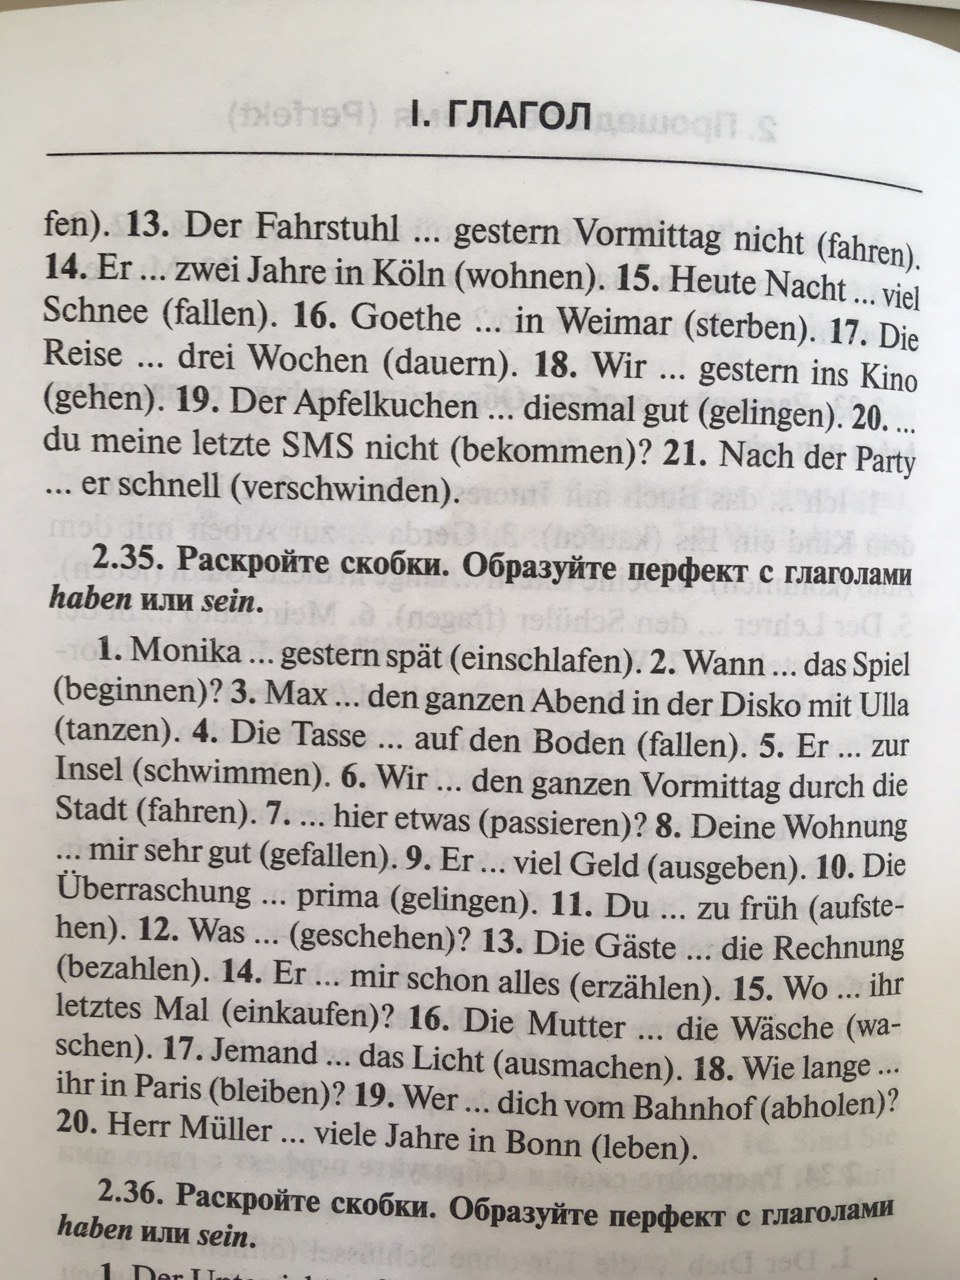 I. ГЛАГОЛ
fen). 13. Der Fahrstuhl ... gestern Vormittag nicht (fahren).
14. Er ... zwei Jahre in Köln (wohnen). 15. Heute Nacht ... viel
Schnee (fallen). 16. Goethe ... in Weimar (sterben). 17. Die
Reise ... drei Wochen (dauern). 18. Wir ... gestern ins Kino
(gehen). 19. Der Apfelkuchen ... diesmal gut (gelingen). 20. ...
du meine letzte SMS nicht (bekommen)? 21. Nach der Party
... er schnell (verschwinden).
2.35. Раскройте скобки. Образуйте перфект с глаголами
haben или sein.
1. Monika ... gestern spät (einschlafen). 2. Wann ... das Spiel
(beginnen)? 3. Max ... den ganzen Abend in der Disko mit Ulla
(tanzen). 4. Die Tasse ... auf den Boden (fallen). 5. Er ... zur
Insel (schwimmen). 6. Wir ... den ganzen Vormittag durch die
Stadt (fahren). 7. ... hier etwas (passieren)? 8. Deine Wohnung
... mir sehr gut (gefallen). 9. Er ... viel Geld (ausgeben). 10. Die
Überraschung ... prima (gelingen). 11. Du ... zu früh (aufste-
hen). 12. Was ... (geschehen)? 13. Die Gäste ... die Rechnung
(bezahlen). 14. Er ... mir schon alles (erzählen). 15. Wo ... ihr
letztes Mal (einkaufen)? 16. Die Mutter ... die Wäsche (wa-
schen). 17. Jemand ... das Licht (ausmachen). 18. Wie lange ...
ihr in Paris (bleiben)? 19. Wer ... dich vom Bahnhof (abholen)?
20. Herr Müller ... viele Jahre in Bonn (leben).
2.36. Раскройте скобки. Образуйте перфект с глаголами
haben или sein.
1. Der